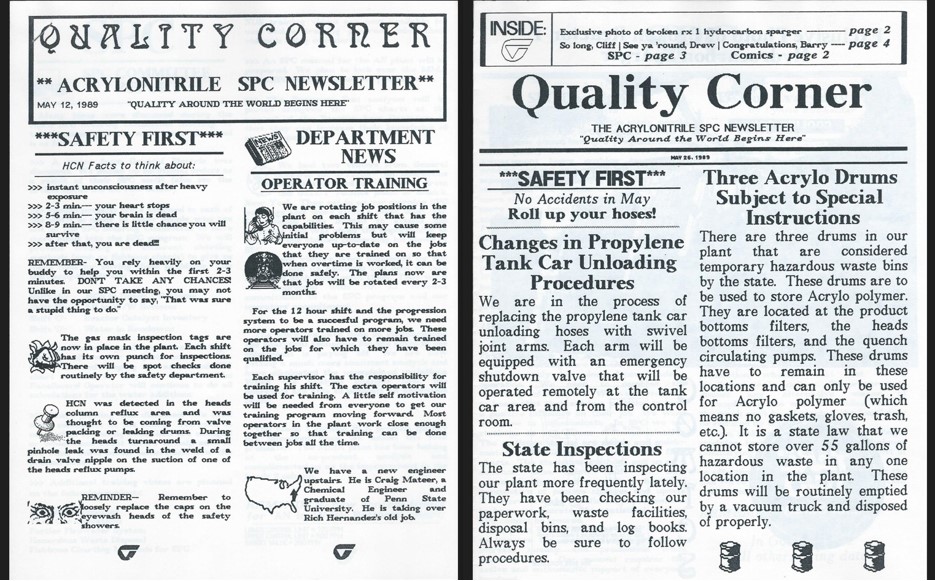 QUALITY CORNER
** ACRYLONITRILE SPC NEWSLETTER**
MAY 12, 1989 "QUALITY AROUND THE WORLD BEGINS HERE"
***SAFETY FIRST***
HCN Facts to think about:
>>> instant unconsciousness after heavy
exposure
>>> 2-3 min.— your heart stops
>>> 5-6 min.— your brain is dead
>>> 8-9 min.— there is little chance you will
survive
>>> after that, you are dead!!!
REMEMBER- You rely heavily on your
buddy to help you within the first 2-3
minutes. DON'T TAKE ANY CHANCES!
Unlike in our SPC meeting, you may not
have the opportunity to say, "That was sure
a stupid thing to do."
The gas mask inspection tags are
now in place in the plant. Each shift
has its own punch for inspections.
There will be spot checks done
routinely by the safety department.
HCN was detected in the heads
column reflux area and was
thought to be coming from valve
packing or leaking drums. During
the heads turnaround a small
pinhole leak was found in the weld of a
drain valve nipple on the suction of one of
the heads reflux pumps.
REMINDER— Remember to
loosely replace the caps on the
eyewash heads of the safety
showers.
NEWS
DEPARTMENT
NEWS
OPERATOR TRAINING
We are rotating job positions in the
plant on each shift that has the
capabilities. This may cause some
initial problems but will keep
everyone up-to-date on the jobs
that they are trained on so that
when overtime is worked, it can be
done safely. The plans now are
that jobs will be rotated every 2-3
months.
For the 12 hour shift and the progression
system to be a succesful program, we need
more operators trained on more jobs. These
operators will also have to remain trained
on the jobs for which they have been
qualified.
Each supervisor has the responsibility for
training his shift. The extra operators will
be used for training. A little self motivation
will be needed from everyone to get our
training program moving forward. Most
operators in the plant work close enough
together so that training can be done
between jobs all the time.
We have a new engineer
upstairs. He is Craig Mateer, a
Chemical Engineer and
graduate of Penn State
University. He is taking over
Rich Hernandez's old job.
INSIDE:
Exclusive photo of broken rx 1 hydrocarbon sparger — page 2
So long, Cliff | See ya 'round, Drew | Congratulations, Barry — page 4
SPC - page 3 Comics - page 2
Quality Corner
THE ACRYLONITRILE SPC NEWSLETTER
"Quality Around the World Begins Here"
MAY 26, 1989
***SAFETY FIRST***
No Accidents in May
Roll up your hoses!
Changes in Propylene
Tank Car Unloading
Procedures
We are in the process of
replacing the propylene tank car
unloading hoses with swivel
joint arms. Each arm will be
equipped with an emergency
shutdown valve that will be
operated remotely at the tank
car area and from the control
room.
State Inspections
The state has been inspecting
our plant more frequently lately.
They have been checking our
paperwork, waste facilities,
disposal bins, and log books.
Always be sure to follow
procedures.
Three Acrylo Drums
Subject to Special
Instructions
There are three drums in our
plant that are considered
temporary hazardous waste bins
by the state. These drums are to
be used to store Acrylo polymer.
They are located at the product
bottoms filters, the heads
bottoms filters, and the quench
circulating pumps. These drums
have to remain in these
locations and can only be used
for Acrylo polymer (which
means no gaskets, gloves, trash,
etc.). It is a state law that we
cannot store over 55 gallons of
hazardous waste in any one
location in the plant. These
drums will be routinely emptied
by a vacuum truck and disposed
of properly.